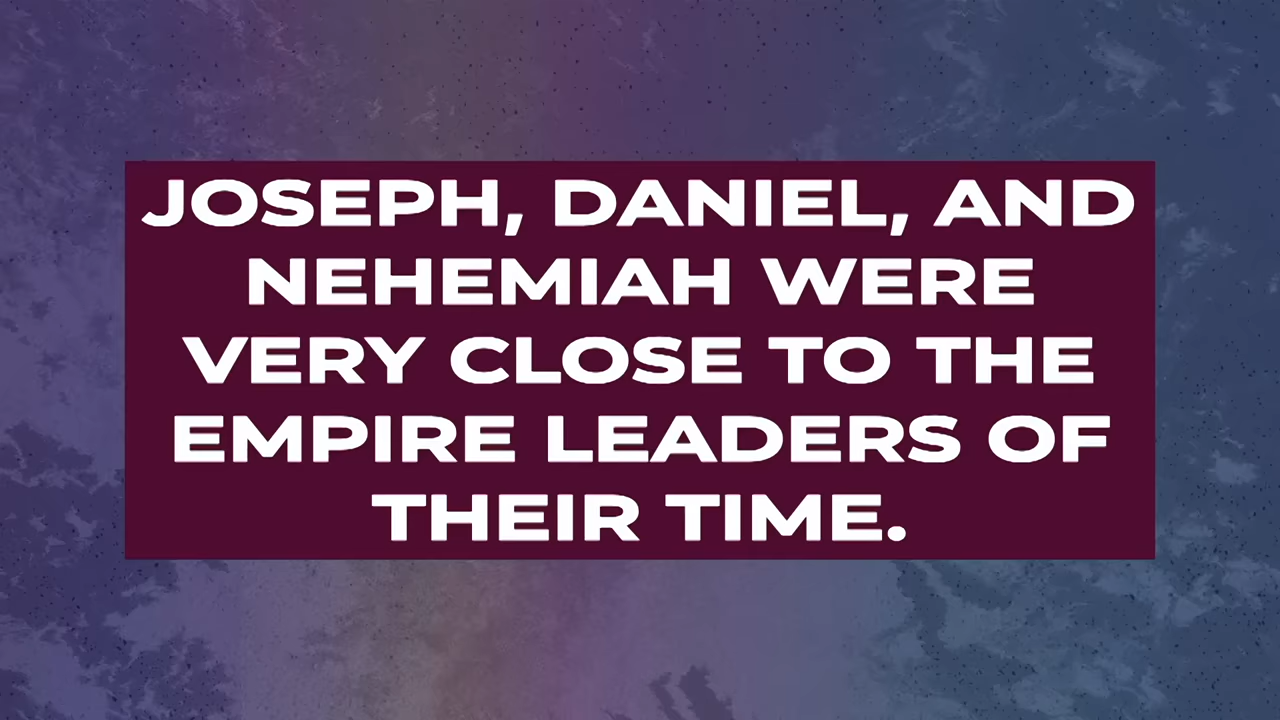 JOSEPH, DANIEL, AND
NEHEMIAH WERE
VERY CLOSE TO THE
EMPIRE LEADERS OF
THEIR TIME.